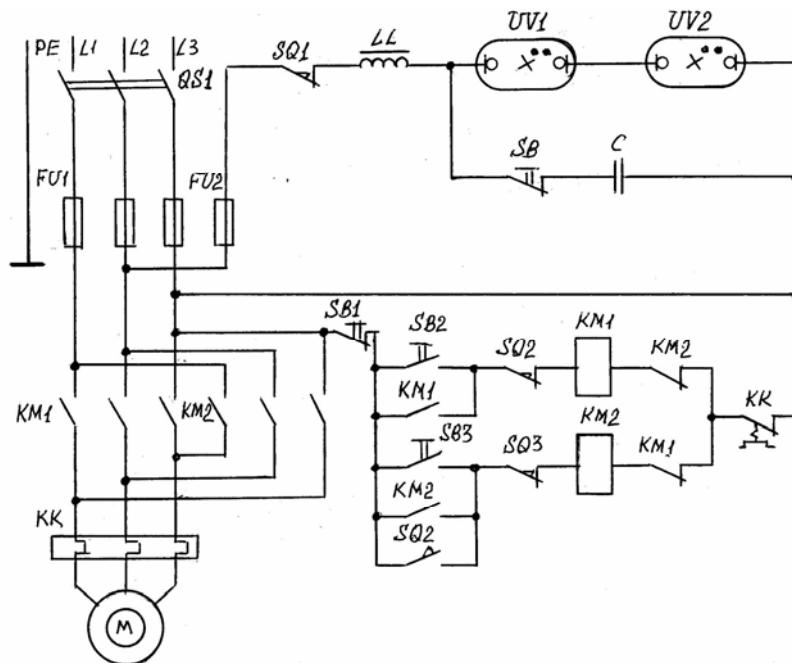 PE L1 L2 L3
QS1
SQ1
LL
UV1
UV2
SB
C
FU1
FU2
SB1
SB2
SQ2
KM1
KM2
KM1
KM1
KM2
KK
SB3
SQ3
KM2
KM1
KM2
SQ2
KK
M